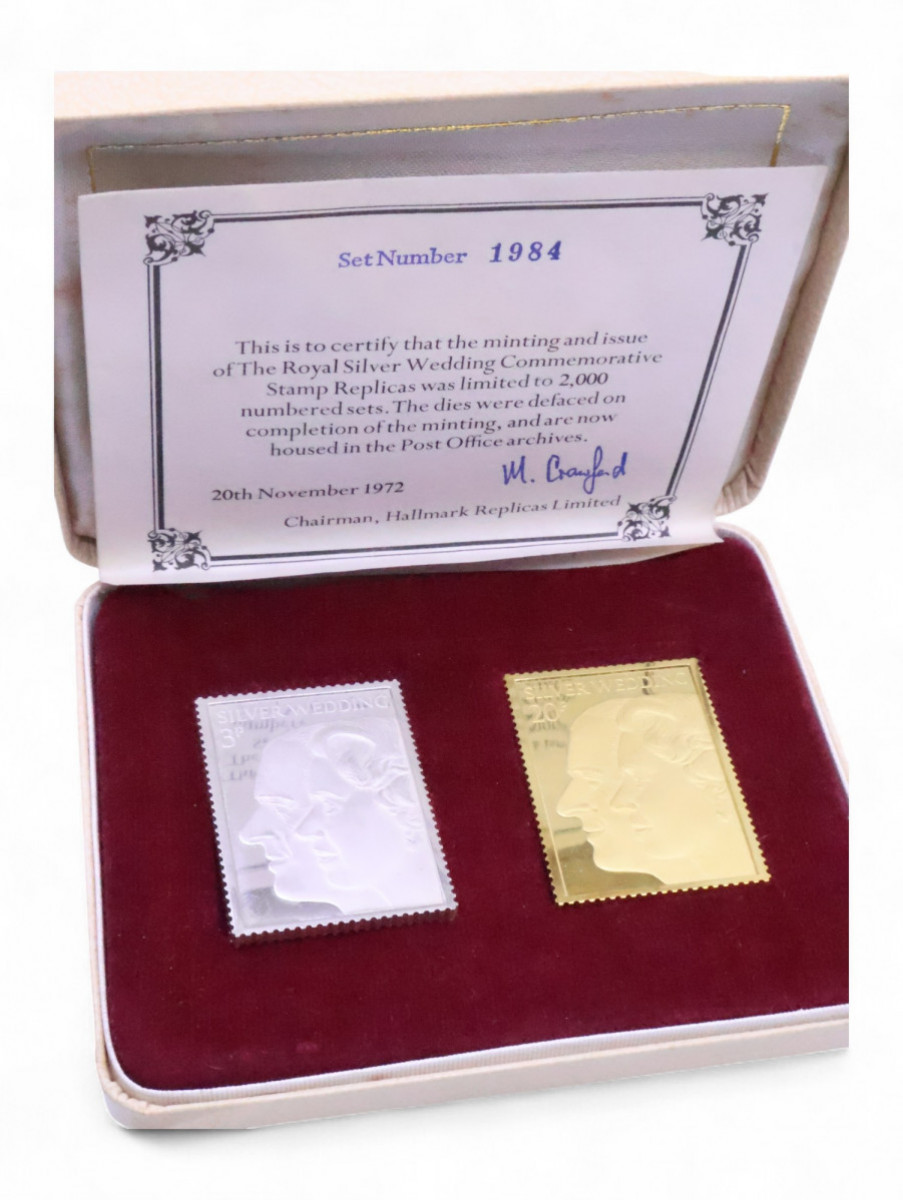 Set Number 1984
This is to certify that the minting and issue
of The Royal Silver Wedding Commemorative
Stamp Replicas was limited to 2,000
numbered sets. The dies were defaced on
completion of the minting, and are now
housed in the Post Office archives.
M. Crawford
20th November 1972
Chairman, Hallmark Replicas Limited
SILVER WEDDING
3P
SILVER WEDDING
20P